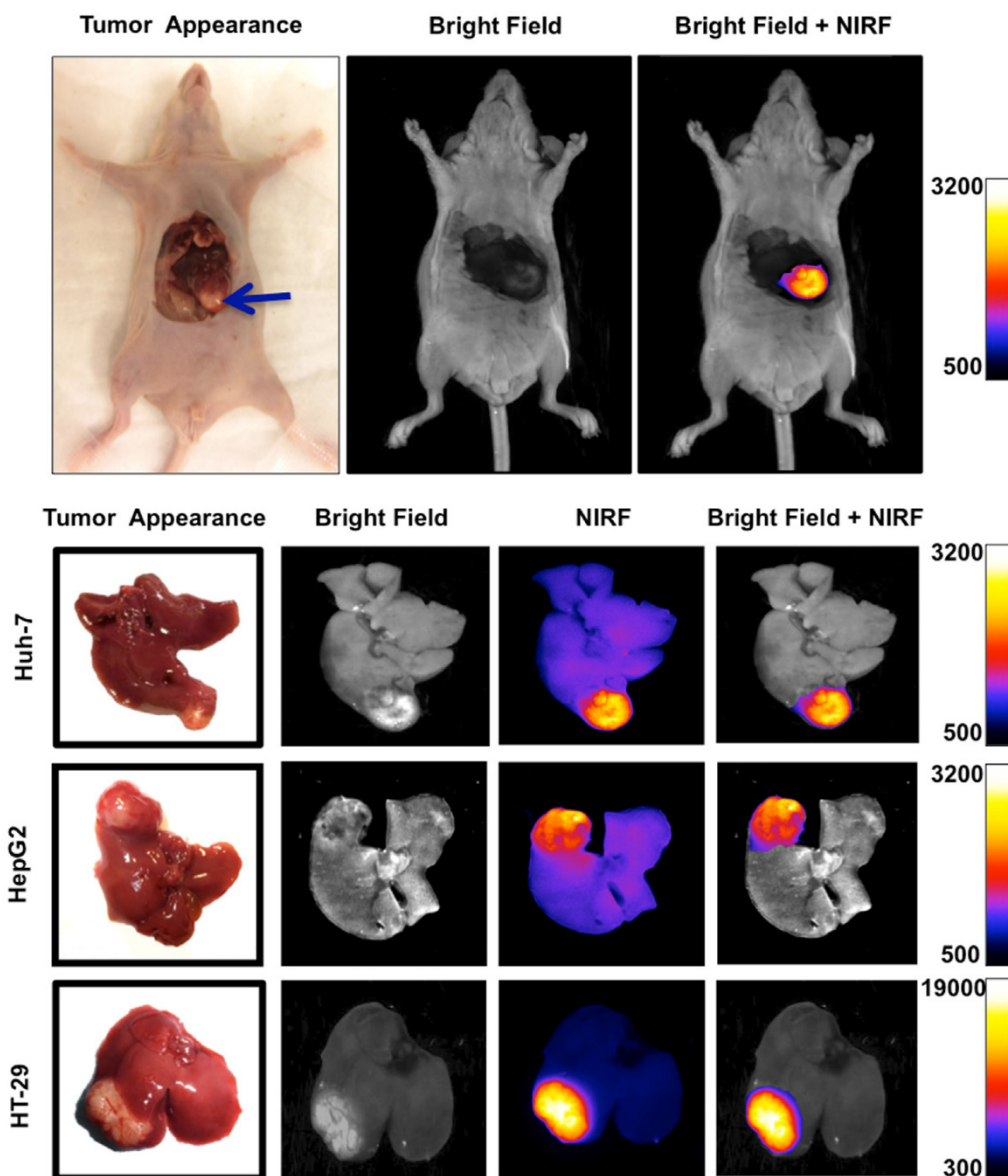 Tumor Appearance
Bright Field
Bright Field + NIRF
3200
500
Tumor Appearance
Bright Field
NIRF
Bright Field + NIRF
Huh-7
3200
500
HepG2
3200
500
HT-29
19000
300